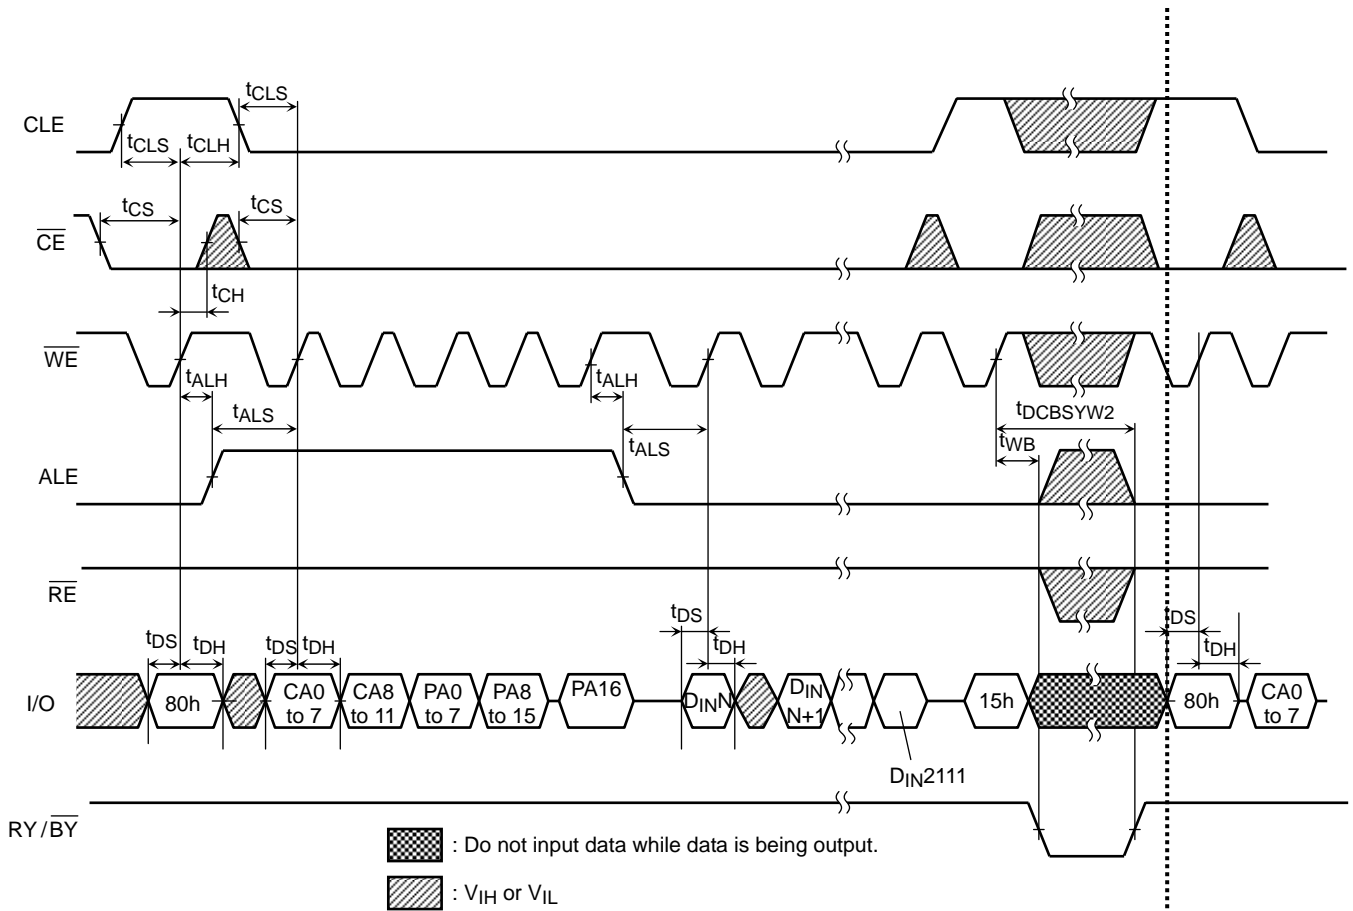 CLE
tCLS
tCLS
tCLH
CE
tCS
tCS
tCH
WE
tALH
tALH
tALS
tALS
tDCBSYW2
tWB
ALE
RE
tDS
tDH
tDS
tDH
tDS
tDH
tDS
tDH
I/O
80h
CA0
to 7
CA8
to 11
PA0
to 7
PA8
to 15
PA16
DINN
DIN
N+1
DIN2111
15h
80h
CA0
to 7
RY/BY
: Do not input data while data is being output.
: VIH or VIL